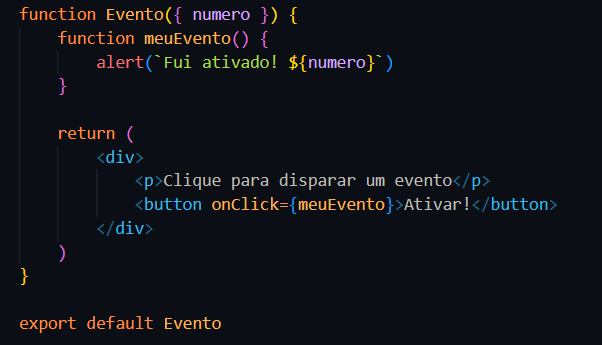 function Evento({ numero }) {
    function meuEvento() {
        alert(`Fui ativado! ${numero}`)
    }

    return (
        <div>
            <p>Clique para disparar um evento</p>
            <button onClick={meuEvento}>Ativar!</button>
        </div>
    )
}

export default Evento